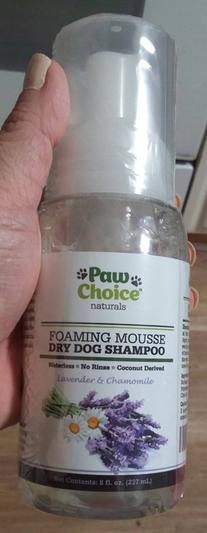 Paw
Choice
naturals
FOAMING MOUSSE
DRY DOG SHAMPOO
Waterless No Rinse Coconut Derived
Lavender & Chamomile
Net Contents: 8 fl. oz (237 mL)